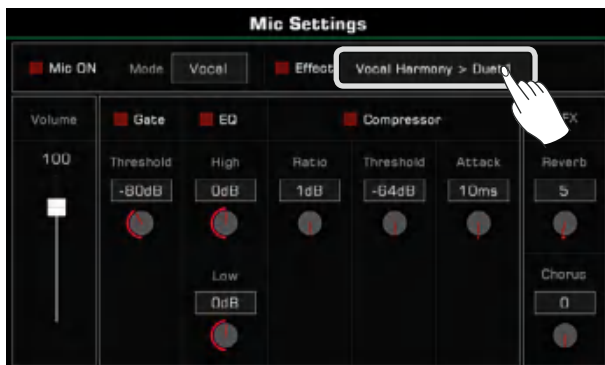 Mic Settings
Mic ON Mode Vocal Effect Vocal Harmony > Duet
Volume Gate EQ Compressor FX
100 Threshold High Ratio Threshold Attack Reverb
-80dB 0dB 1dB -64dB 10ms 5
Low Chorus
0dB 0